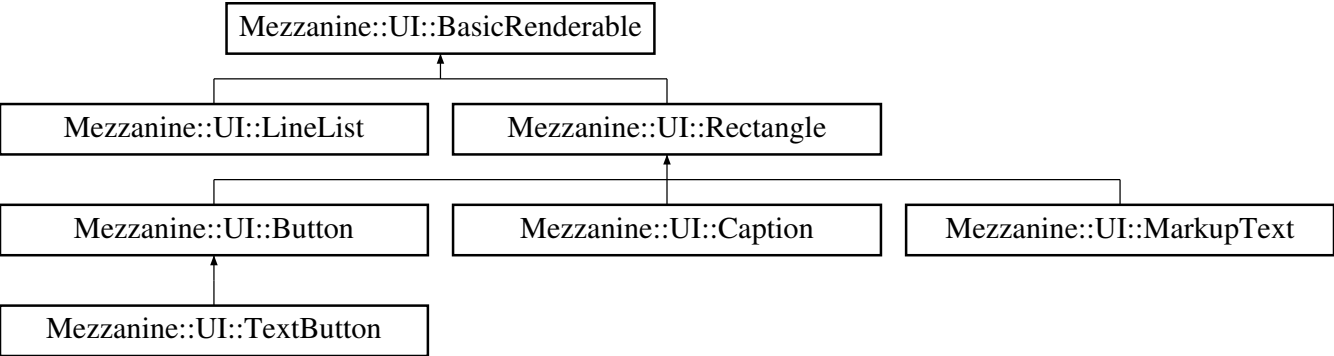 Mezzanine::UI::BasicRenderable
Mezzanine::UI::LineList
Mezzanine::UI::Rectangle
Mezzanine::UI::Button
Mezzanine::UI::Caption
Mezzanine::UI::MarkupText
Mezzanine::UI::TextButton